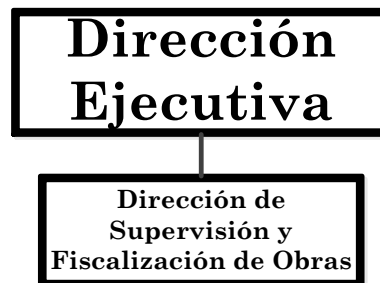 Dirección
Ejecutiva
Dirección de
Supervisión y
Fiscalización de Obras